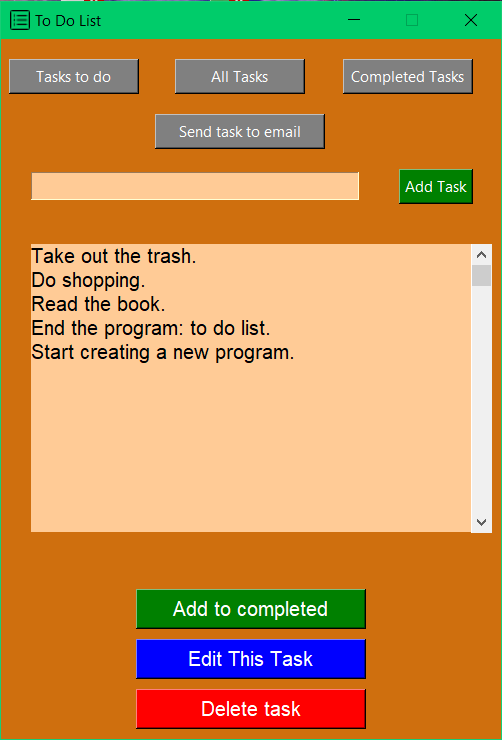 To Do List
Tasks to do
All Tasks
Completed Tasks
Send task to email
Add Task
Take out the trash.
Do shopping.
Read the book.
End the program: to do list.
Start creating a new program.
Add to completed
Edit This Task
Delete task